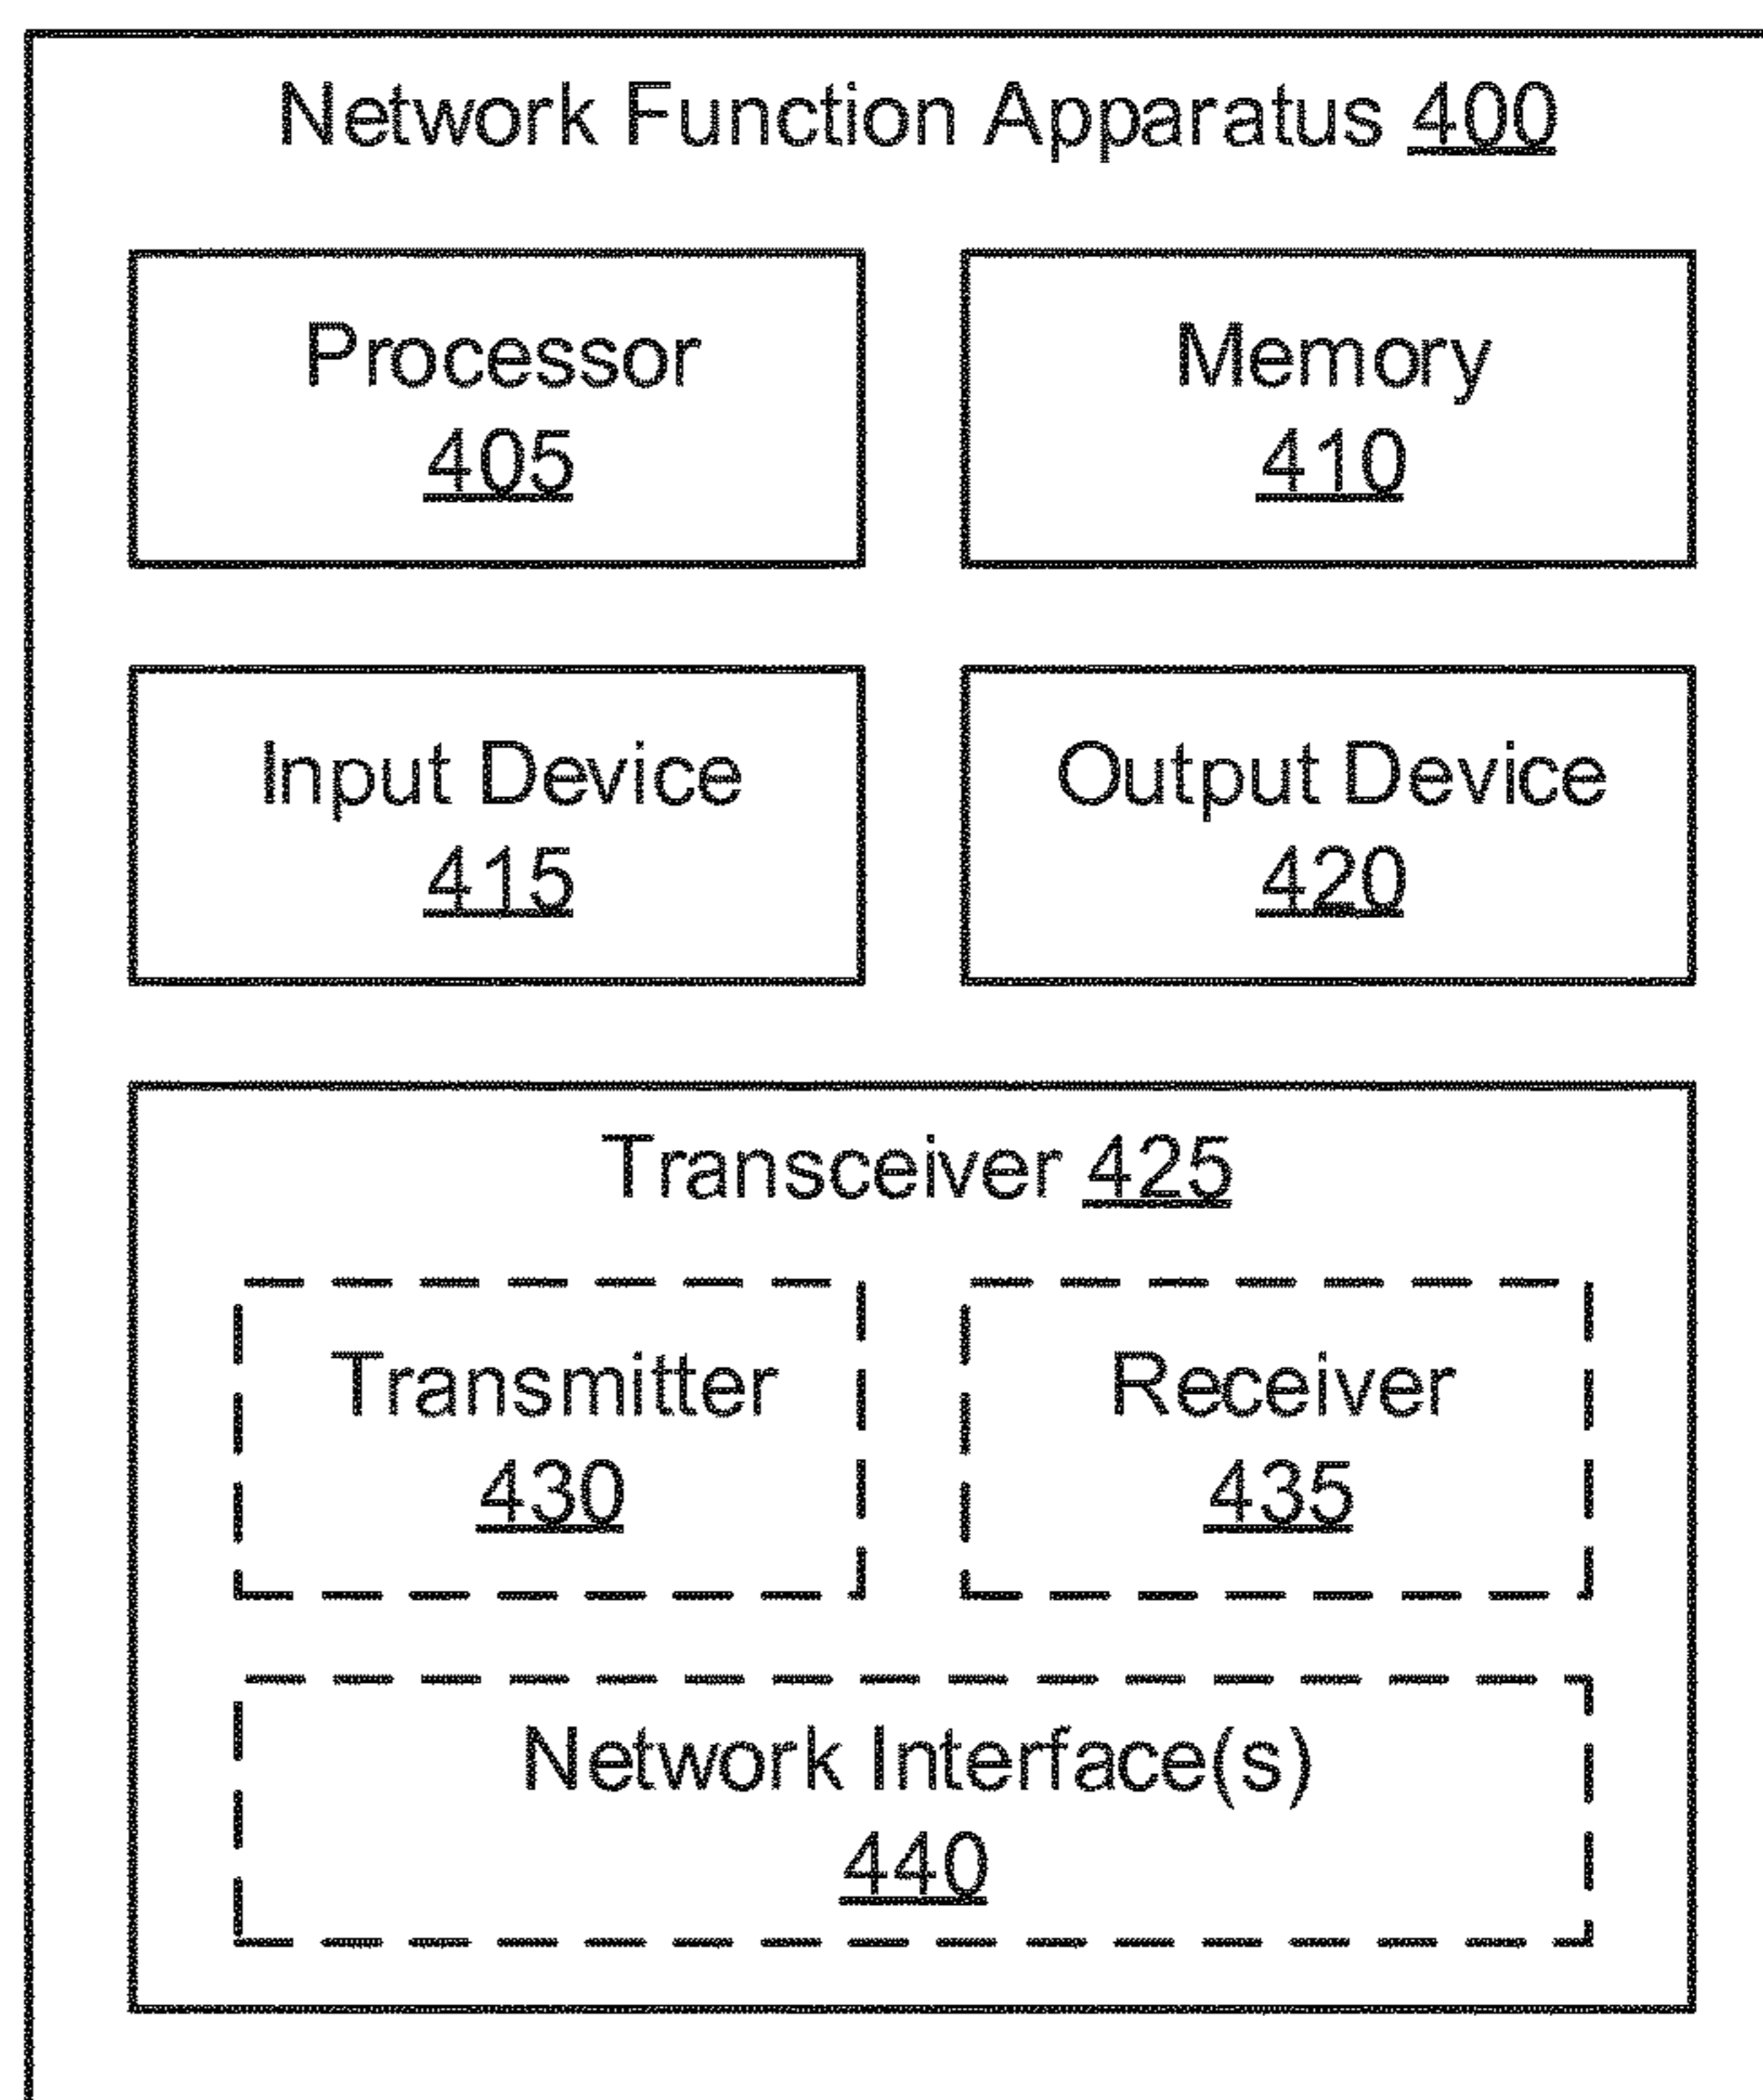 Network Function Apparatus 400
Processor
405
Memory
410
Input Device
415
Output Device
420
Transceiver 425
Transmitter
430
Receiver
435
Network Interface(s)
440